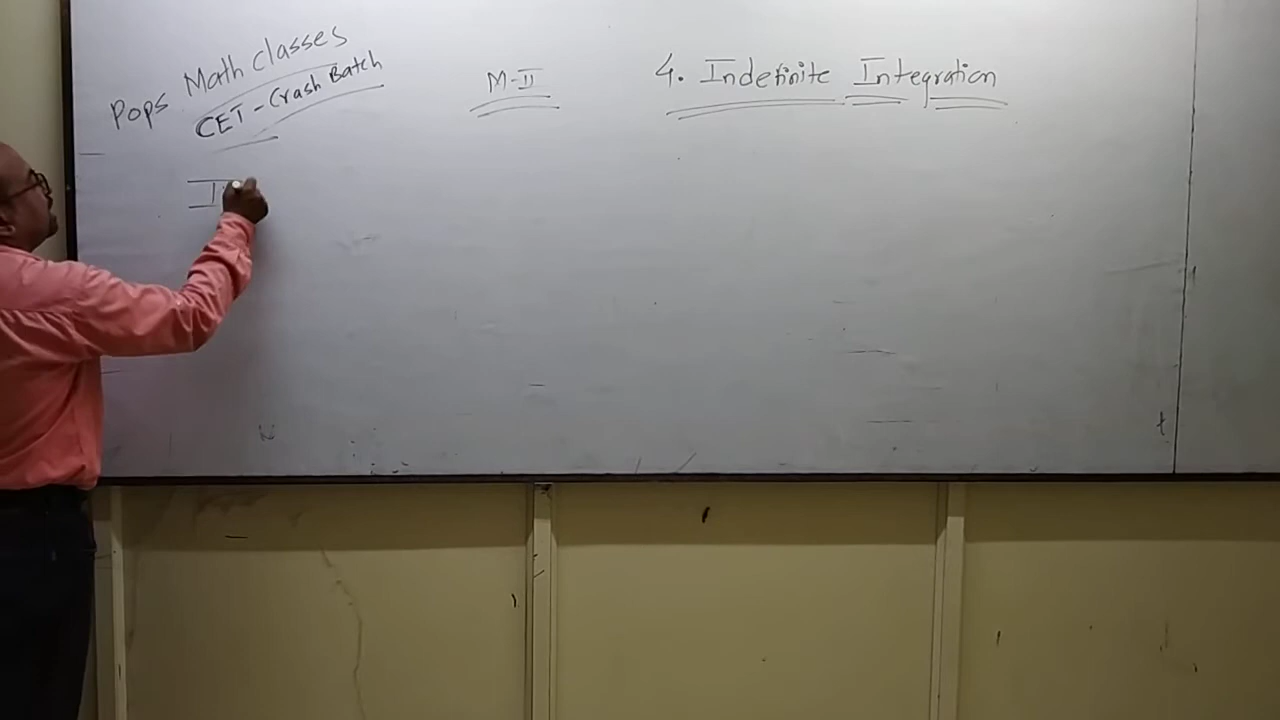 Pops Math Classes
CET - Crash Batch
M-II
4. Indefinite Integration
I